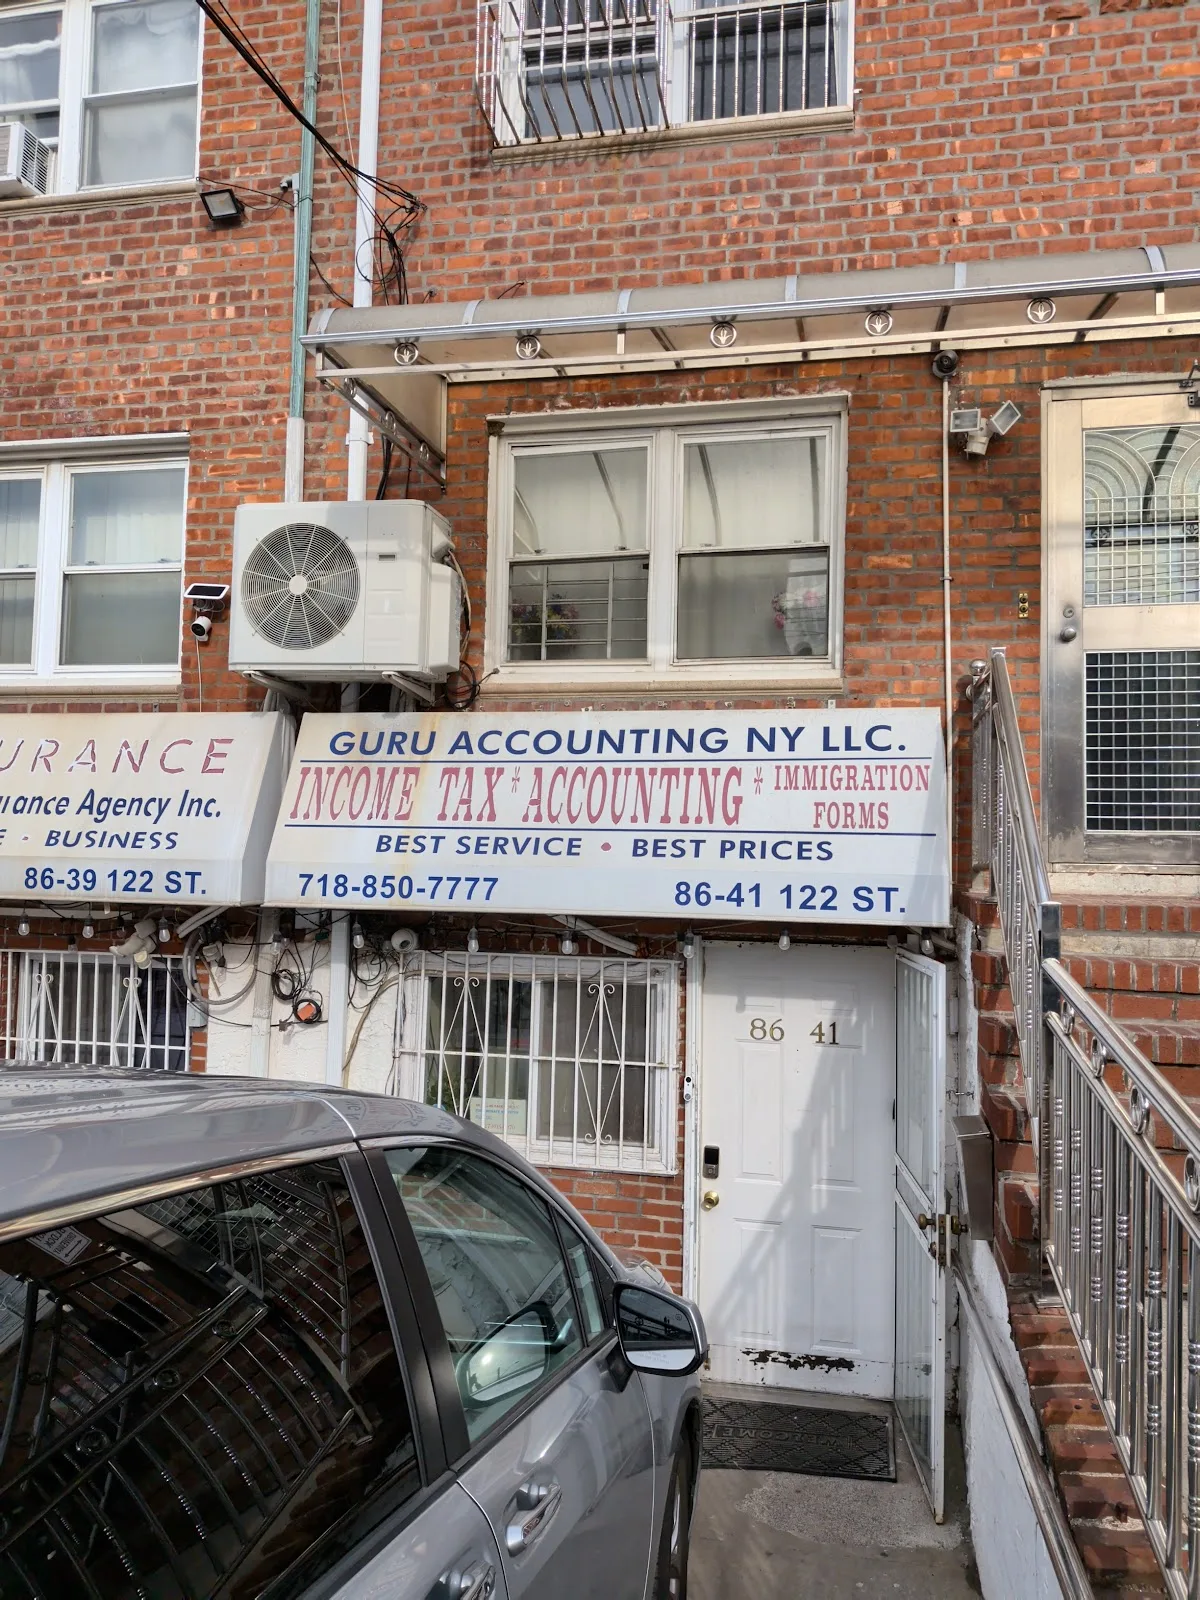 URANCE
urance Agency Inc.
E - BUSINESS
86-39 122 ST.
GURU ACCOUNTING NY LLC.
INCOME TAX * ACCOUNTING * IMMIGRATION
FORMS
BEST SERVICE • BEST PRICES
718-850-7777
86-41 122 ST.
86 41
WELCOME